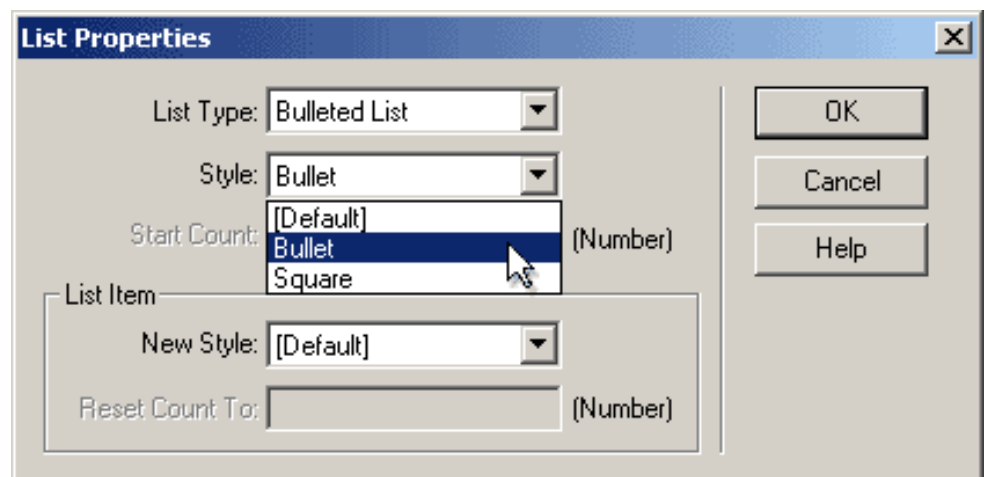 List Properties
List Type: Bulleted List
OK
Style: Bullet
Cancel
[Default]
Start Count: (Number)
Bullet
Help
Square
List Item
New Style: [Default]
Reset Count To: (Number)